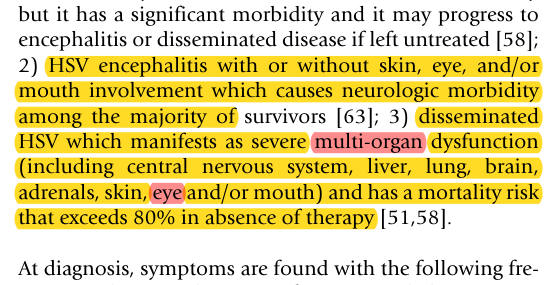 but it has a significant morbidity and it may progress to
encephalitis or disseminated disease if left untreated [58];
2) HSV encephalitis with or without skin, eye, and/or
mouth involvement which causes neurologic morbidity
among the majority of survivors [63]; 3) disseminated
HSV which manifests as severe multi-organ dysfunction
(including central nervous system, liver, lung, brain,
adrenals, skin, eye and/or mouth) and has a mortality risk
that exceeds 80% in absence of therapy [51,58].
At diagnosis, symptoms are found with the following fre-